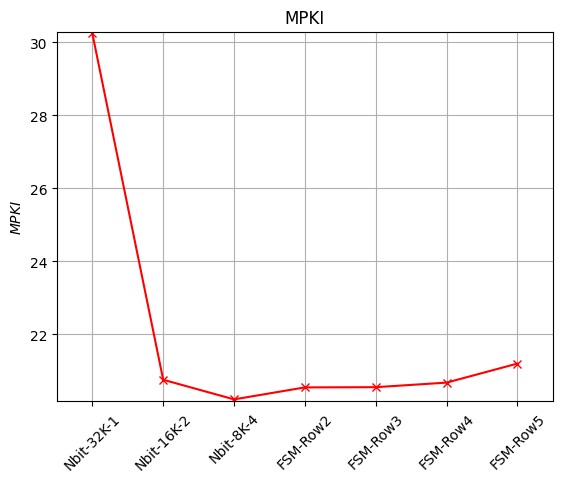 MPKI
30
28
26
24
22
MPKI
Nbit-32K-1
Nbit-16K-2
Nbit-8K-4
FSM-Row2
FSM-Row3
FSM-Row4
FSM-Row5